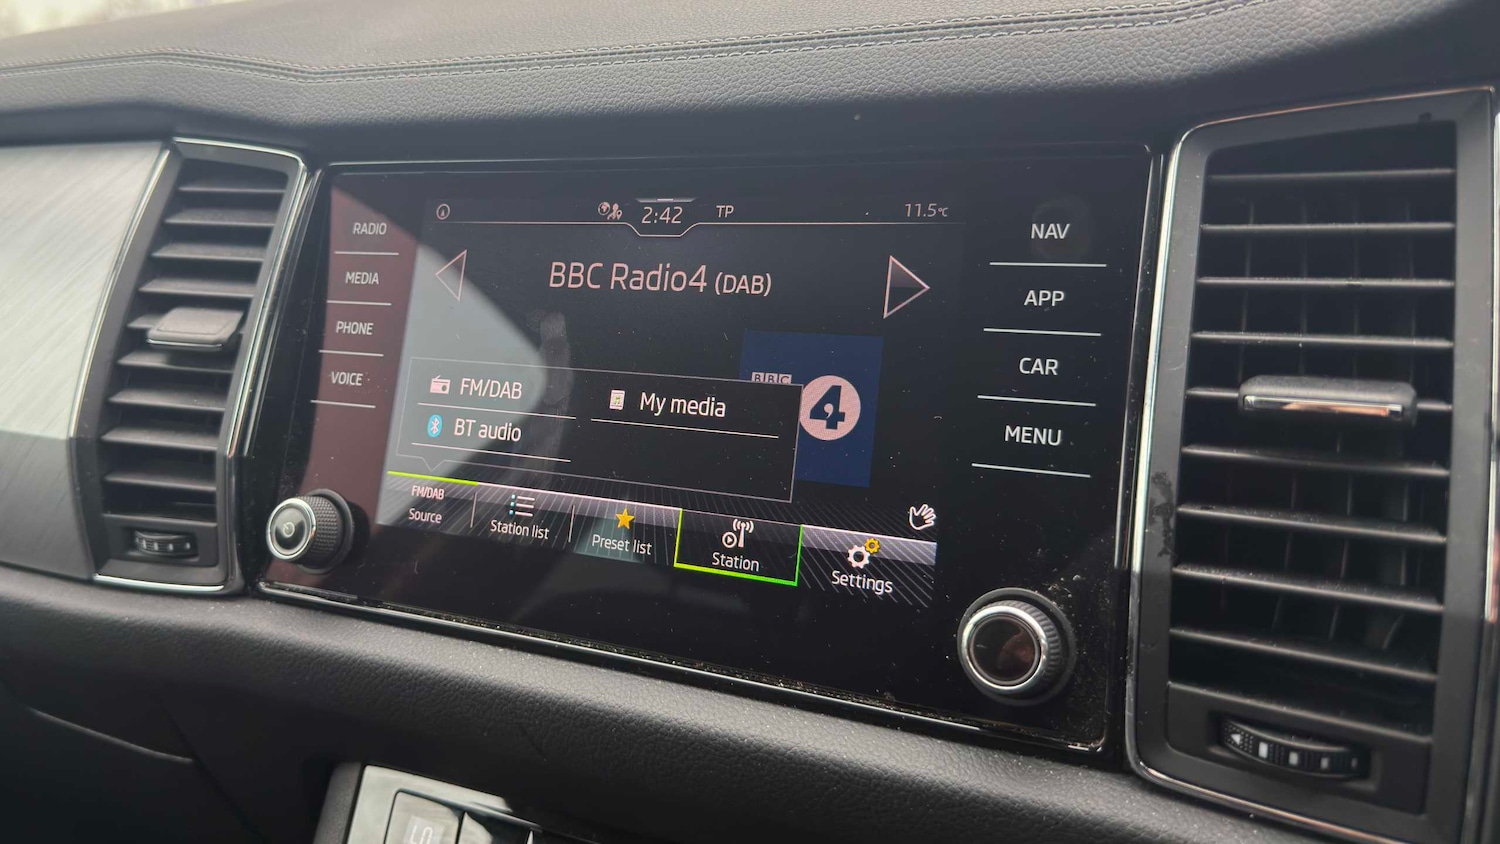 RADIO
MEDIA
PHONE
VOICE
2:42
TP
11.5°C
BBC Radio4 (DAB)
FM/DAB
My media
BT audio
BBC
4
FM/DAB
Source
Station list
Preset list
Station
Settings
NAV
APP
CAR
MENU
LO